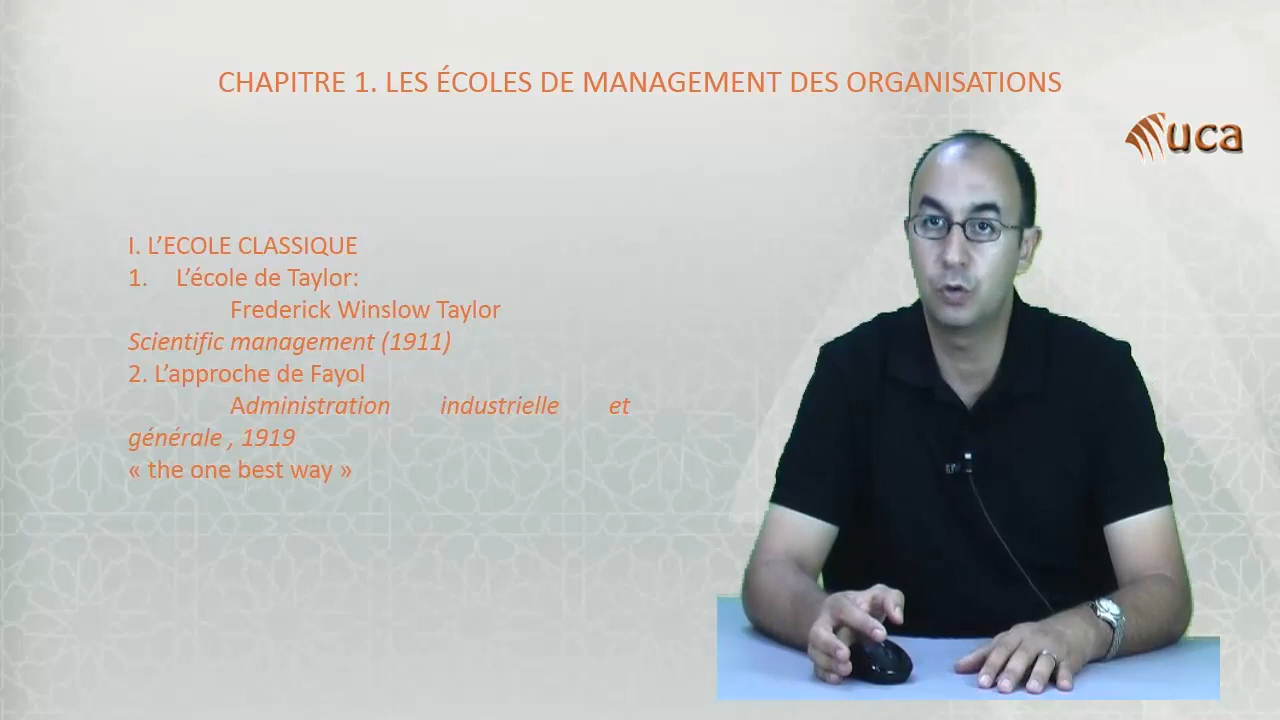 CHAPITRE 1. LES ÉCOLES DE MANAGEMENT DES ORGANISATIONS
uca
I. L’ECOLE CLASSIQUE
1. L’école de Taylor:
Frederick Winslow Taylor
Scientific management (1911)
2. L’approche de Fayol
Administration industrielle et
générale , 1919
« the one best way »